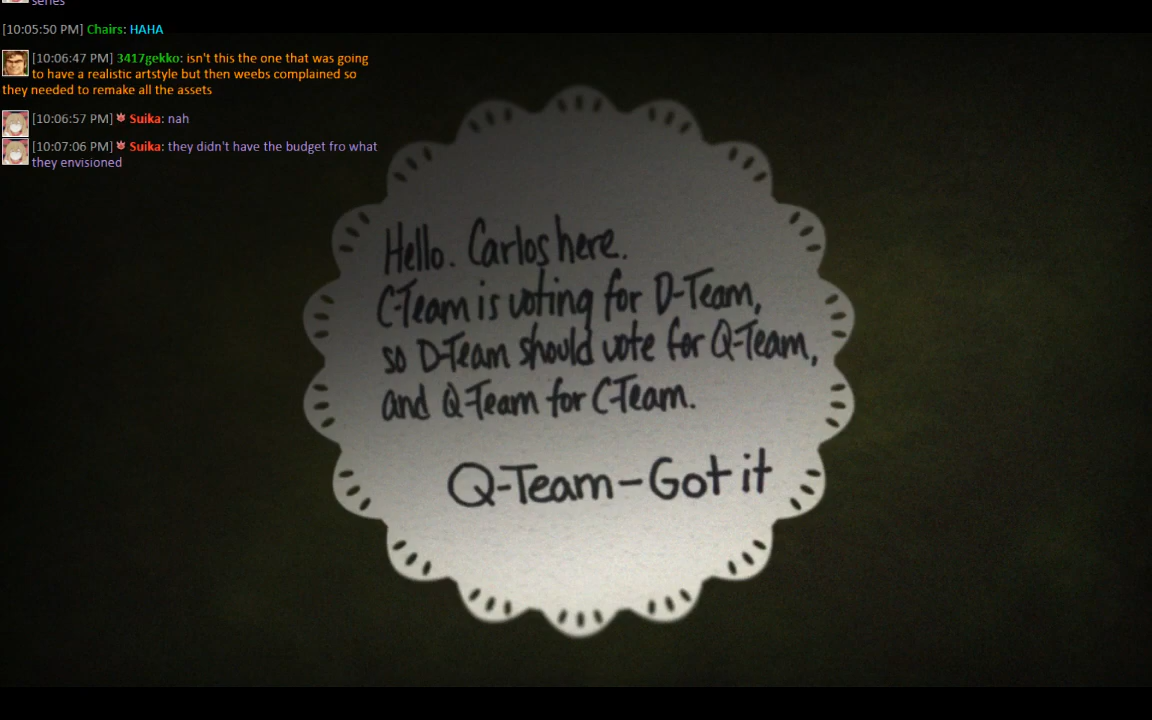 series
[10:05:50 PM] Chairs: HAHA
[10:06:47 PM] 3417gekko: isn't this the one that was going
to have a realistic artstyle but then weebs complained so
they needed to remake all the assets
[10:06:57 PM] Suika: nah
[10:07:06 PM] Suika: they didn't have the budget fro what
they envisioned
Hello. Carlos here.
C-Team is voting for D-Team,
so D-Team should vote for Q-Team,
and Q-Team for C-Team.
Q-Team-Got it